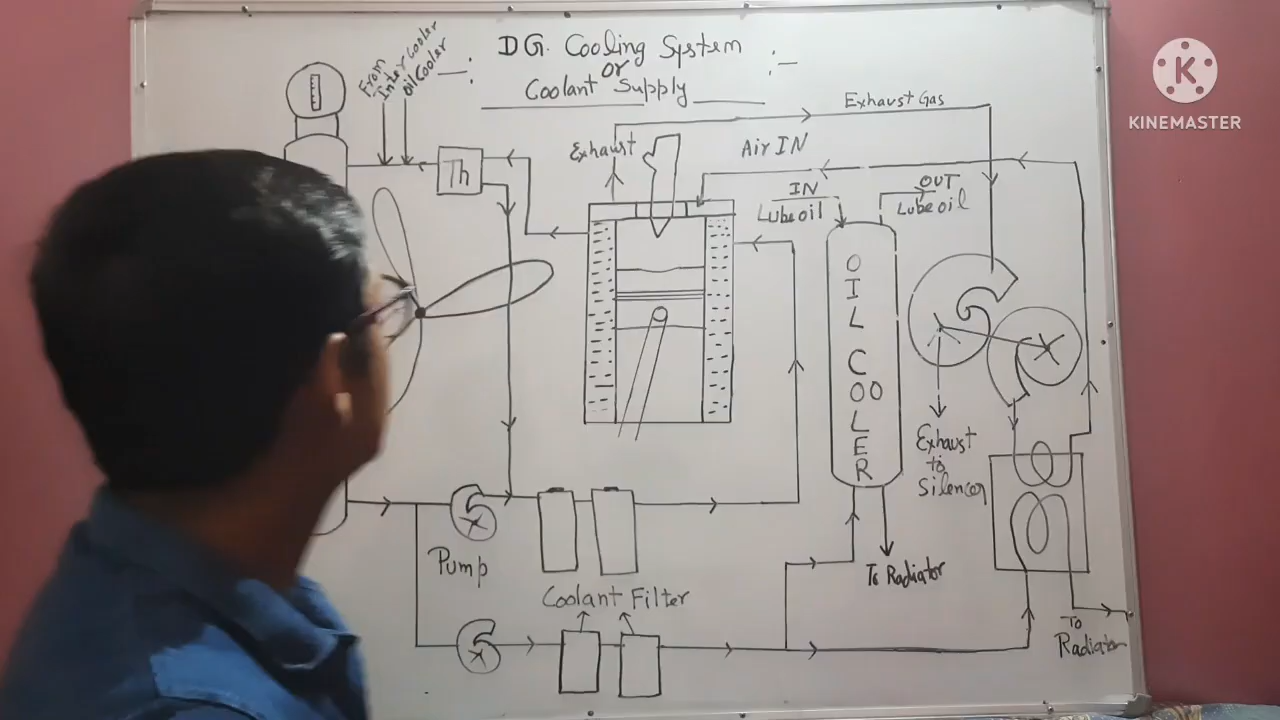 DG. Cooling System :-
or
Coolant Supply
From
Inter Cooler
Oil Cooler
Exhaust Gas
KINEMASTER
Exhaust
Air IN
Th
IN
Lube oil
OUT
Lube oil
OIL COOLER
Exhaust
to
Silencer
Pump
To Radiator
Coolant Filter
To
Radiator